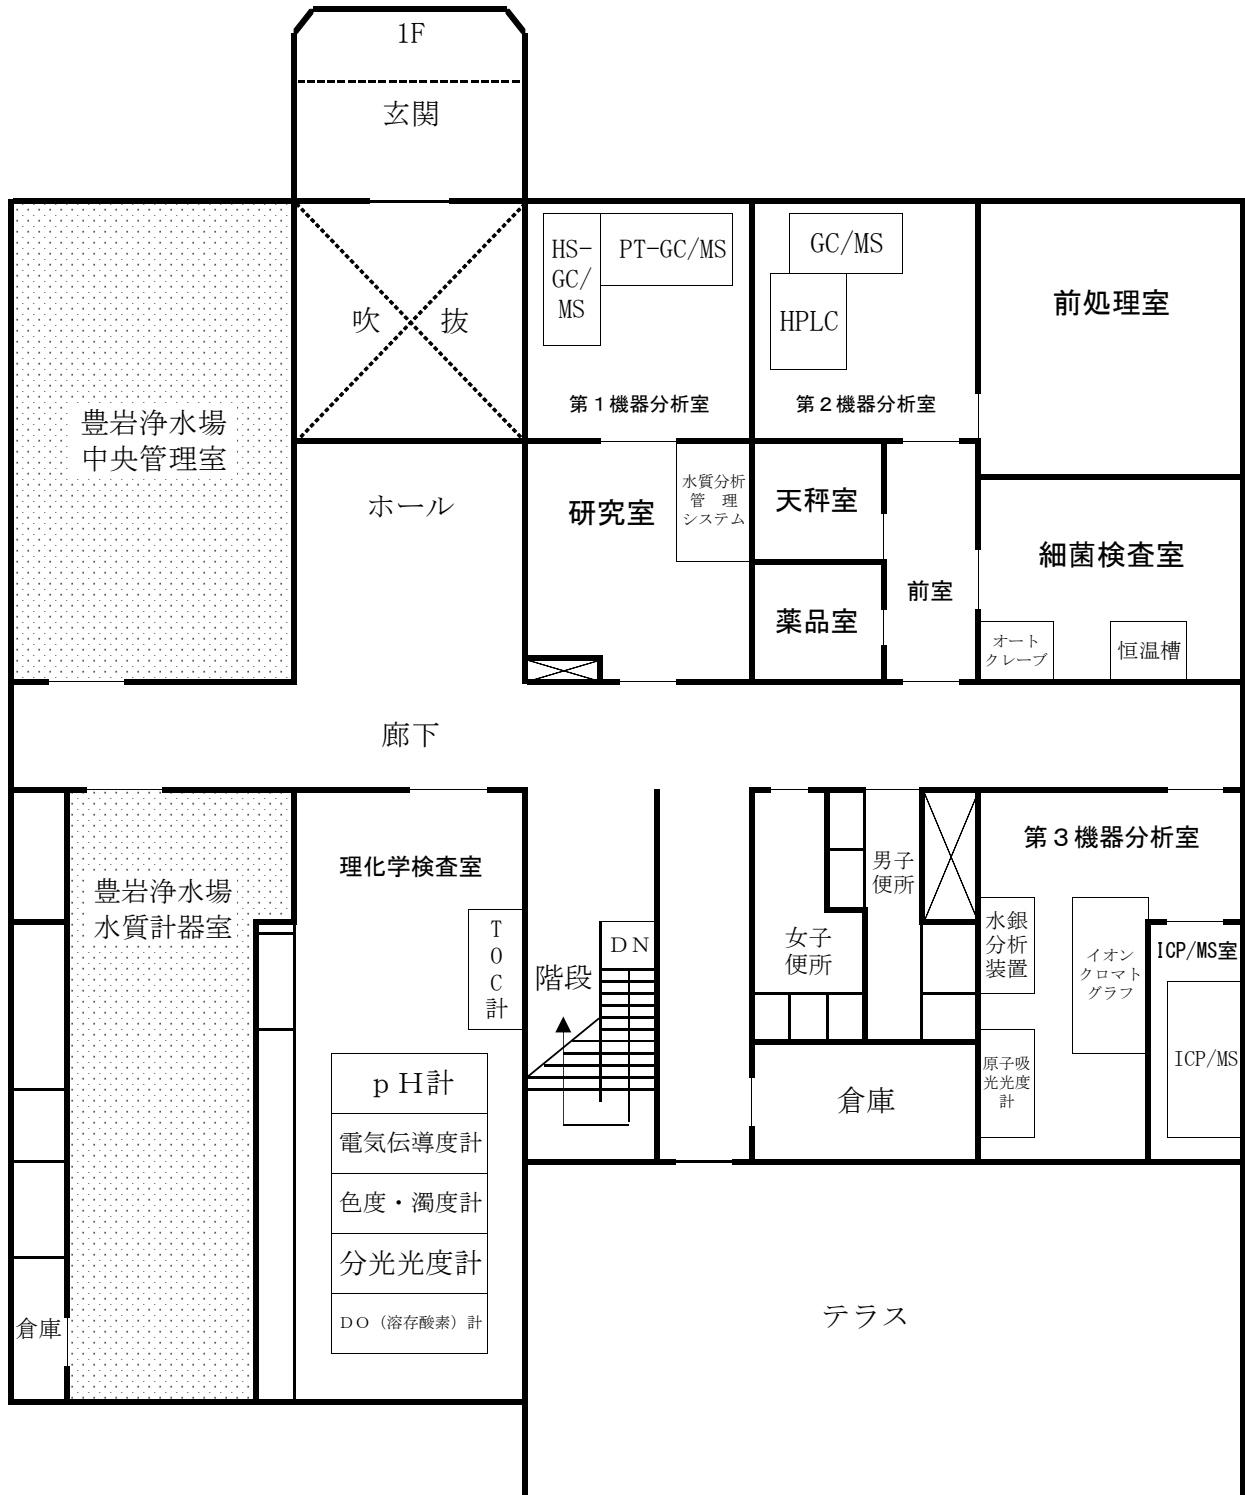 1F
玄関
吹 抜
HS-
GC/
MS
PT-GC/MS
第１機器分析室
GC/MS
HPLC
第２機器分析室
前処理室
豊岩浄水場
中央管理室
ホール
研究室
水質分析
管 理
システム
天秤室
薬品室
前室
細菌検査室
オート
クレーブ
恒温槽
廊下
豊岩浄水場
水質計器室
倉庫
理化学検査室
T
O
C
計
ｐＨ計
電気伝導度計
色度・濁度計
分光光度計
ＤＯ（溶存酸素）計
階段
ＤＮ
女子
便所
男子
便所
倉庫
第３機器分析室
水銀
分析
装置
イオン
クロマト
グラフ
原子吸
光光度
計
ICP/MS室
ICP/MS
テラス